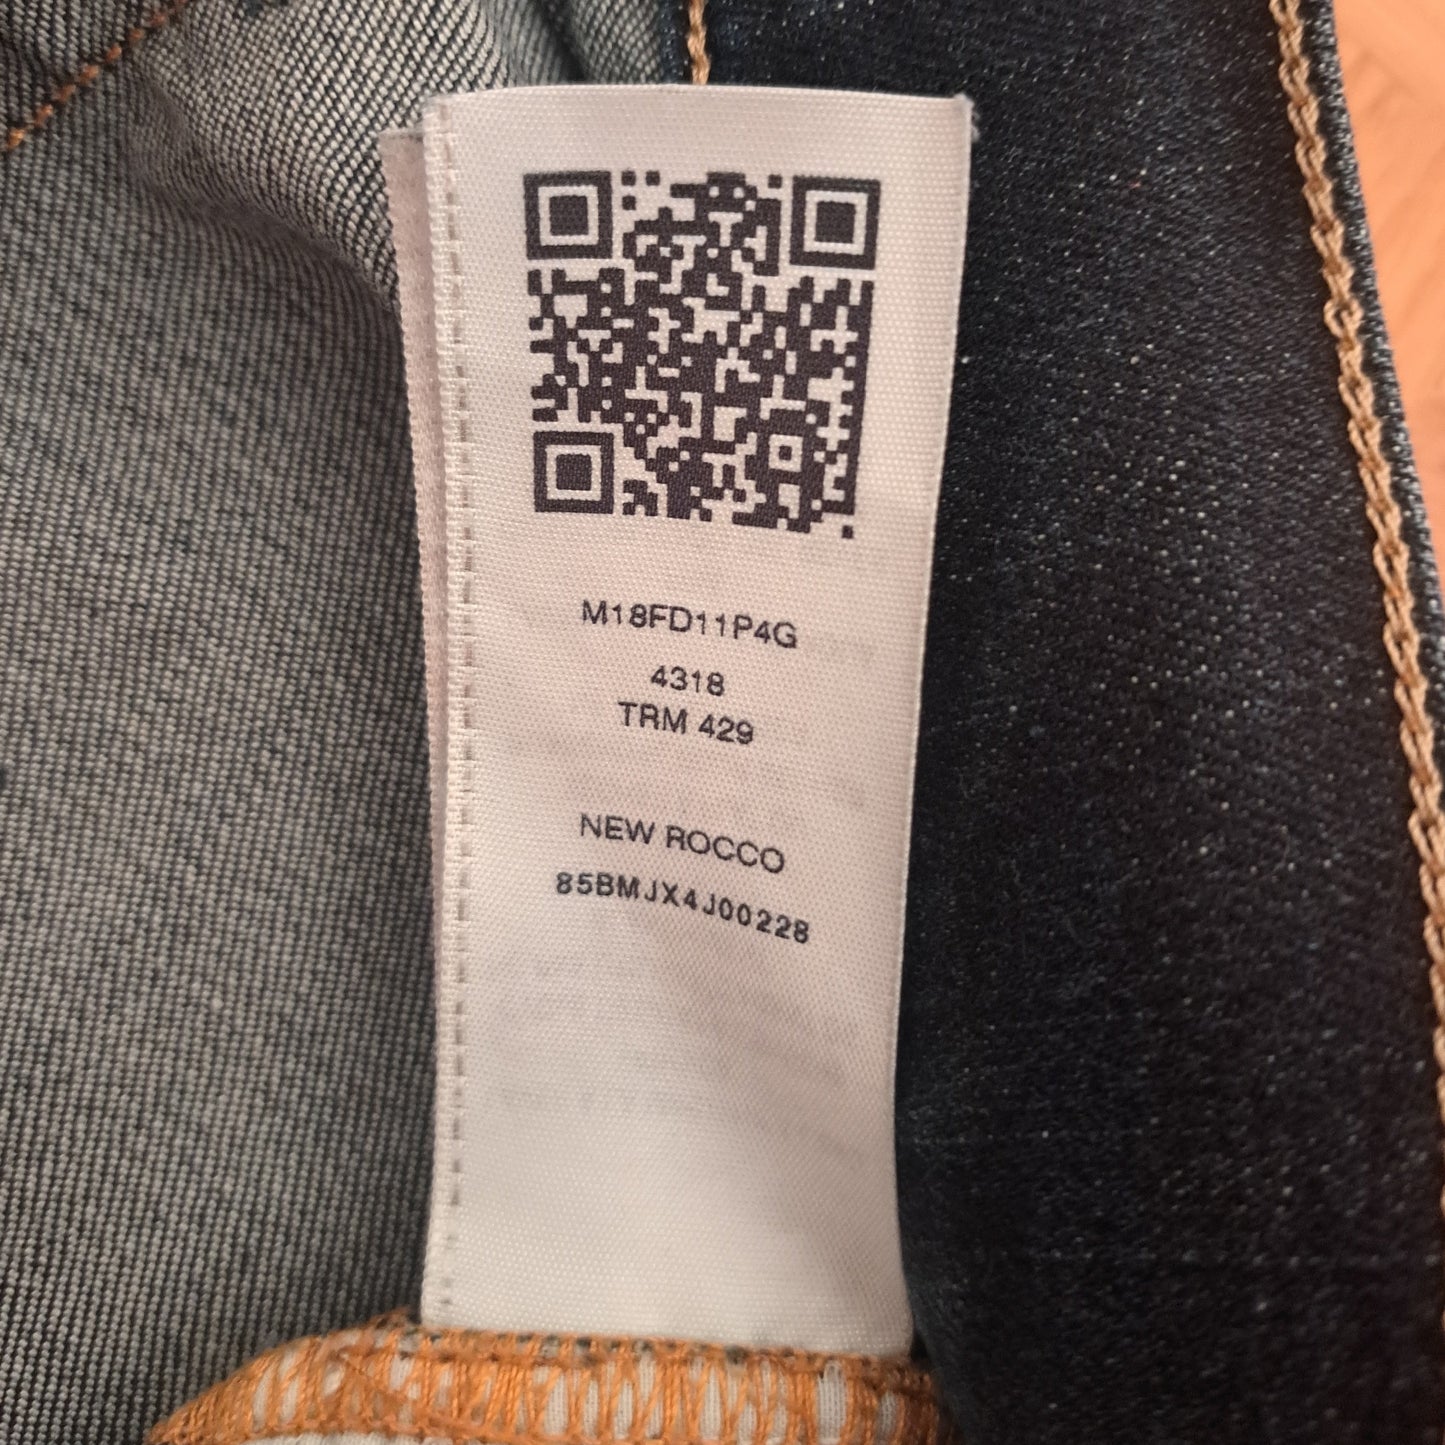 M18FD11P4G
4318
TRM 429
NEW ROCCO
85BMJX4J00228